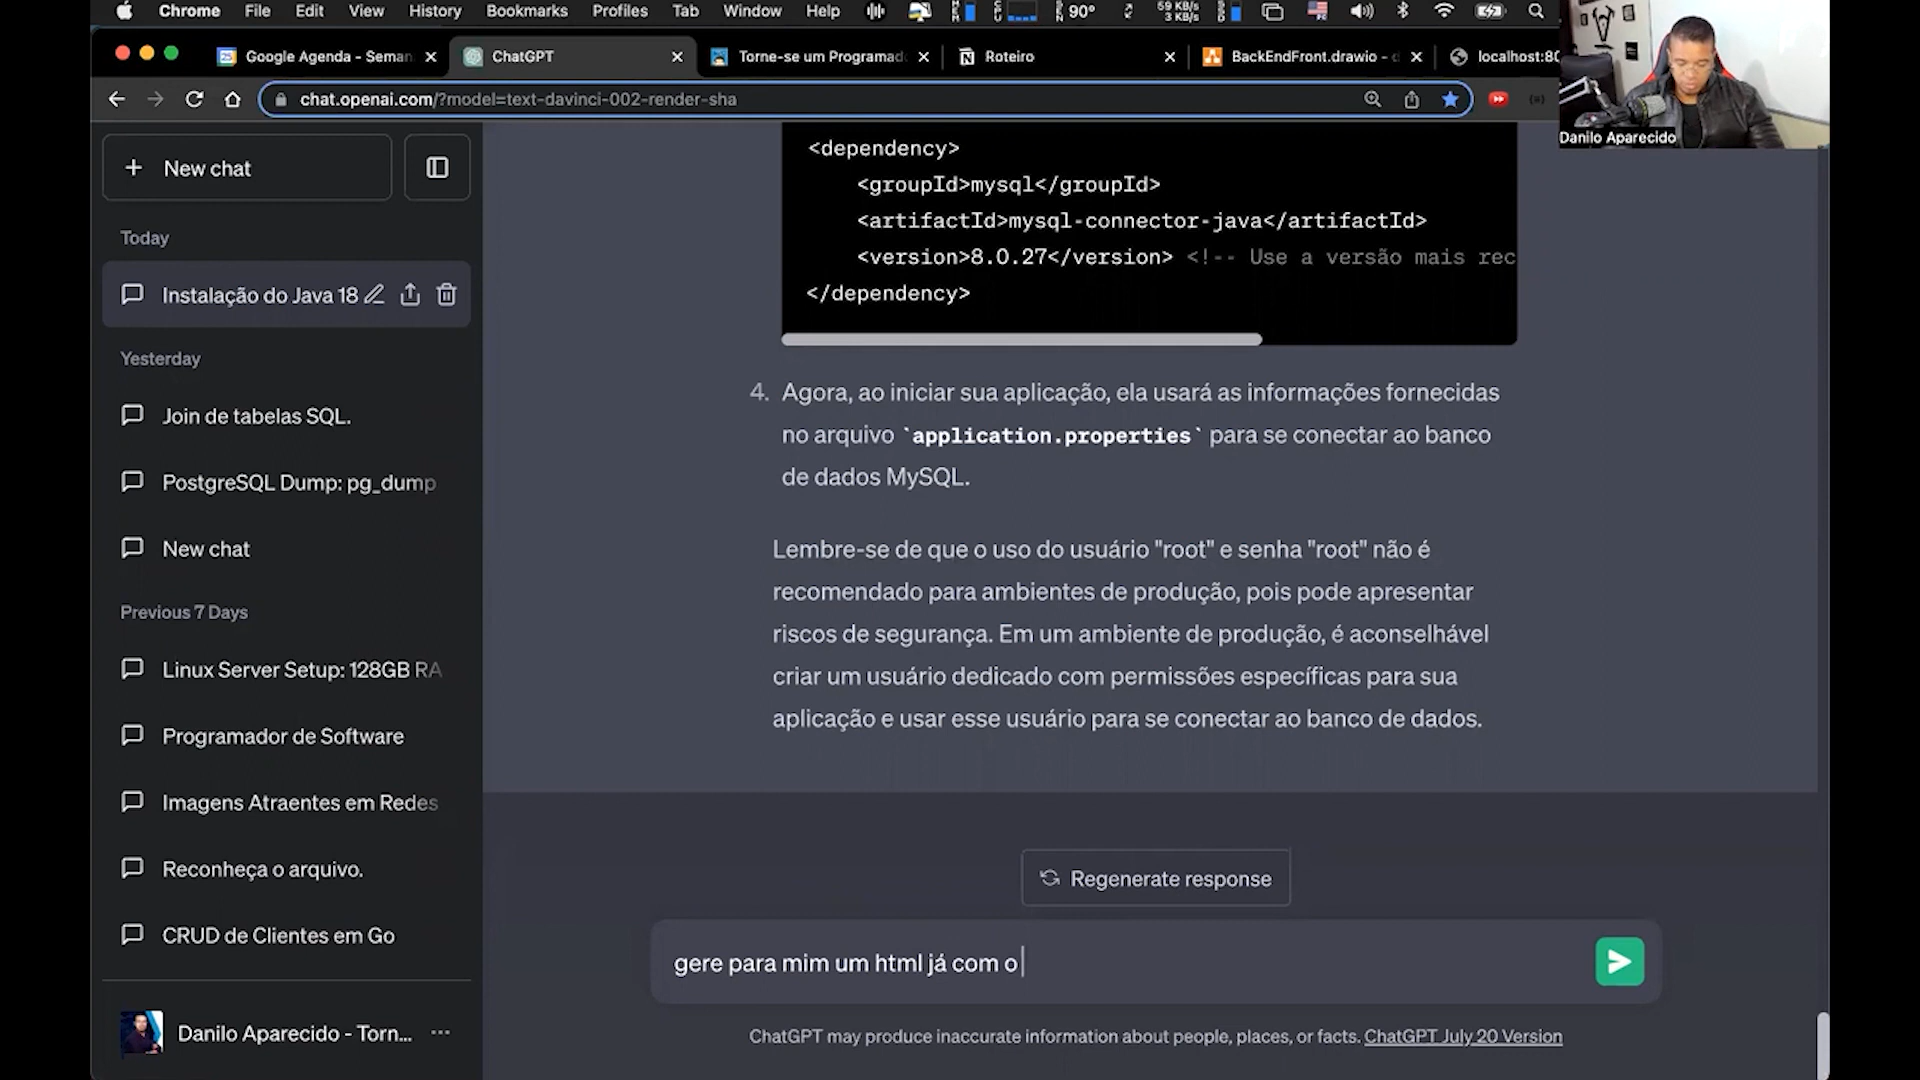 Chrome File Edit View History Bookmarks Profiles Tab Window Help 90° 59 KB/s 3 KB/s
Google Agenda - Seman
ChatGPT
Torne-se um Programad
Roteiro
BackEndFront.drawio - d
localhost:80
chat.openai.com/?model=text-davinci-002-render-sha
Danilo Aparecido
New chat
Today
Instalação do Java 18
Yesterday
Join de tabelas SQL.
PostgreSQL Dump: pg_dump
New chat
Previous 7 Days
Linux Server Setup: 128GB RA
Programador de Software
Imagens Atraentes em Redes
Reconheça o arquivo.
CRUD de Clientes em Go
Danilo Aparecido - Torn...
<dependency>
<groupId>mysql</groupId>
<artifactId>mysql-connector-java</artifactId>
<version>8.0.27</version> <!-- Use a versão mais rec
</dependency>
4. Agora, ao iniciar sua aplicação, ela usará as informações fornecidas
no arquivo `application.properties` para se conectar ao banco
de dados MySQL.
Lembre-se de que o uso do usuário "root" e senha "root" não é
recomendado para ambientes de produção, pois pode apresentar
riscos de segurança. Em um ambiente de produção, é aconselhável
criar um usuário dedicado com permissões específicas para sua
aplicação e usar esse usuário para se conectar ao banco de dados.
Regenerate response
gere para mim um html já com o
ChatGPT may produce inaccurate information about people, places, or facts. ChatGPT July 20 Version